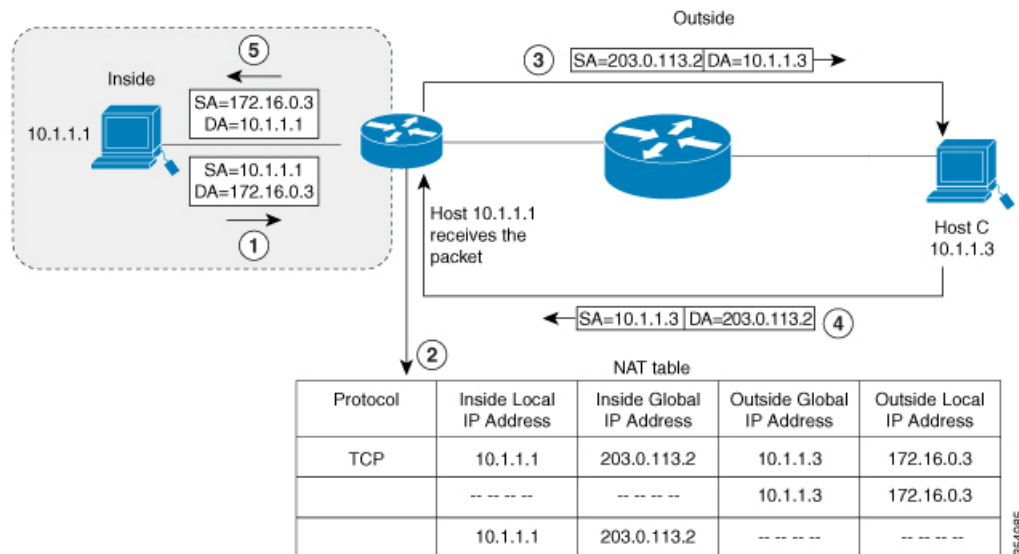 Outside
5
3
SA=203.0.113.2 DA=10.1.1.3
Inside
SA=172.16.0.3
DA=10.1.1.1
10.1.1.1
SA=10.1.1.1
DA=172.16.0.3
1
Host 10.1.1.1
receives the
packet
Host C
10.1.1.3
SA=10.1.1.3 DA=203.0.113.2
4
2
NAT table
Protocol Inside Local IP Address Inside Global IP Address Outside Global IP Address Outside Local IP Address
TCP 10.1.1.1 203.0.113.2 10.1.1.3 172.16.0.3
-- -- -- -- -- -- -- -- 10.1.1.3 172.16.0.3
10.1.1.1 203.0.113.2 -- -- -- -- -- -- -- --